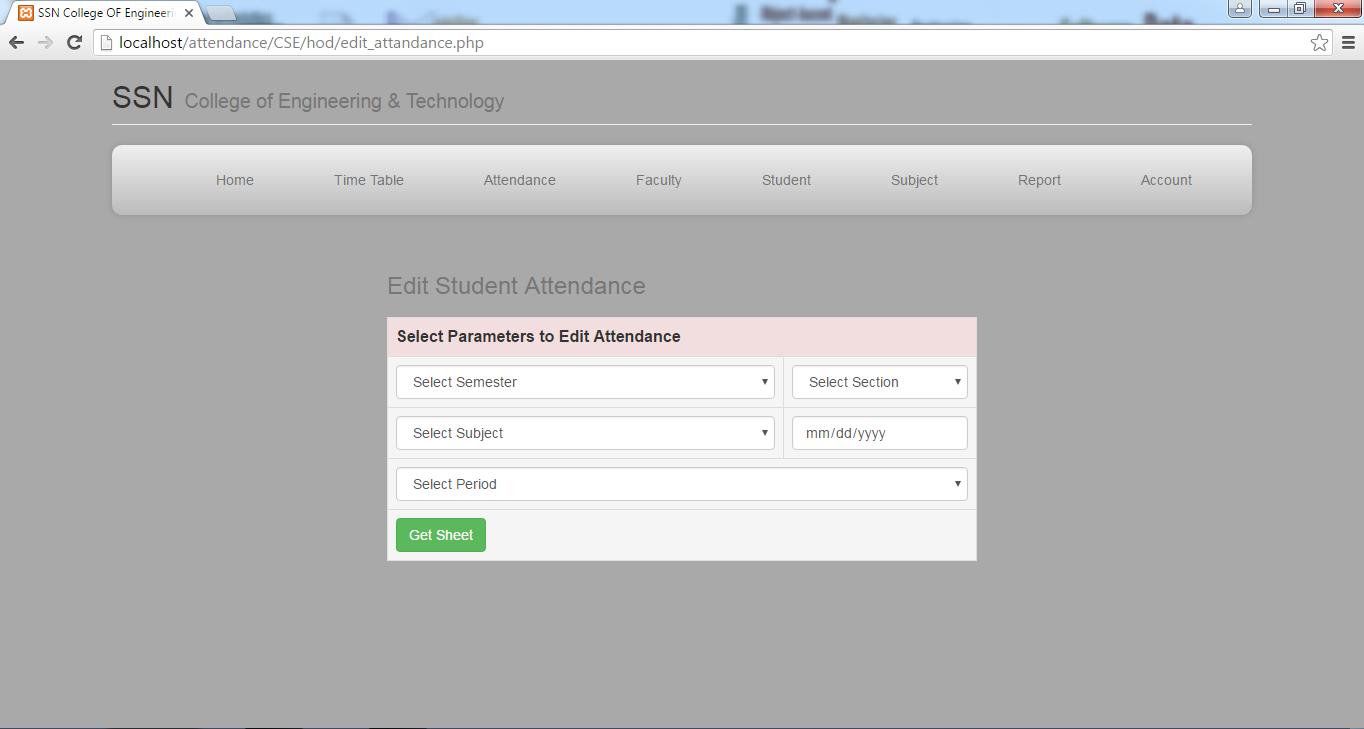 SSN College OF Engineeri
localhost/attendance/CSE/hod/edit_attandance.php
SSN College of Engineering & Technology
Home Time Table Attendance Faculty Student Subject Report Account
Edit Student Attendance
Select Parameters to Edit Attendance
Select Semester Select Section
Select Subject mm/dd/yyyy
Select Period
Get Sheet